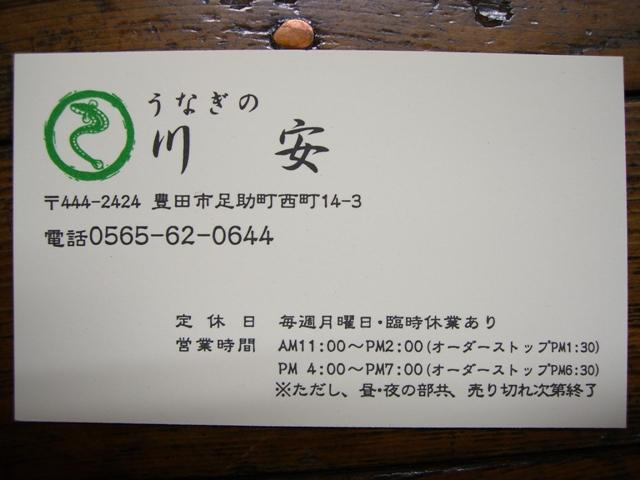 うなぎの
川安
〒444-2424 豊田市足助町西町14-3
電話0565-62-0644
定休日 毎週月曜日・臨時休業あり
営業時間 AM11:00～PM2:00(オーダーストップPM1:30)
PM 4:00～PM7:00(オーダーストップPM6:30)
※ただし、昼・夜の部共、売り切れ次第終了